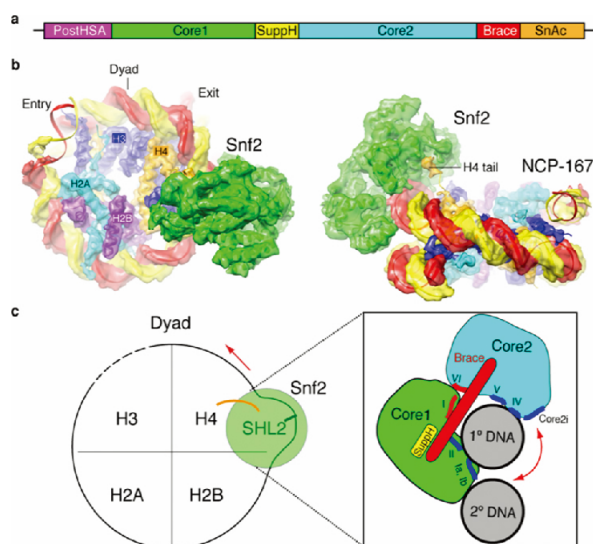 a
PostHSA Core1 SuppH Core2 Brace SnAc
b
Dyad
Entry
Exit
H3
H4
Snf2
H2A
H2B
Snf2
H4 tail
NCP-167
c
Dyad
Snf2
H3 H4
SHL2
H2A H2B
Core2
Brace
VI
V
IV
Core2i
I
Core1
SuppH
II
Ia, Ib
1° DNA
2° DNA